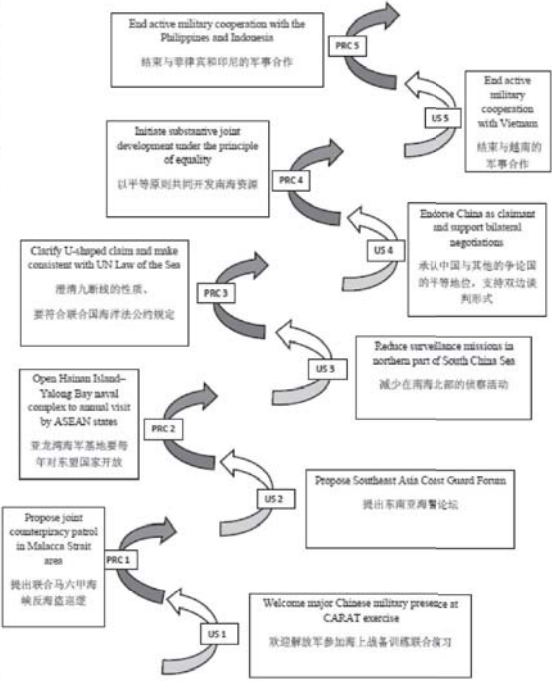 End active military cooperation with the
Philippines and Indonesia
结束与菲律宾和印尼的军事合作
PRC 5
End active
military
cooperation
with Vietnam
结束与越南的
军事合作
US 5
Initiate substantive joint
development under the principle
of equality
以平等原则共同开发南海资源
PRC 4
Endorse China as claimant
and support bilateral
negotiations
承认中国与其他的争论国
的平等地位，支持双边谈
判形式
US 4
Clarify U-shaped claim and make
consistent with UN Law of the Sea
澄清九断线的性质、
要符合联合国海洋法公约规定
PRC 3
Reduce surveillance missions in
northern part of South China Sea
减少在南海北部的侦察活动
US 3
Open Hainan Island–
Yalong Bay naval
complex to annual visit
by ASEAN states
亚龙湾海军基地要每
年对东盟国家开放
PRC 2
Propose Southeast Asia Coast Guard Forum
提出东南亚海警论坛
US 2
Propose joint
counterpiracy patrol
in Malacca Strait
area
提出联合马六甲海
峡反海盗巡逻
PRC 1
Welcome major Chinese military presence at
CARAT exercise
欢迎解放军参加海上战备训练联合演习
US 1